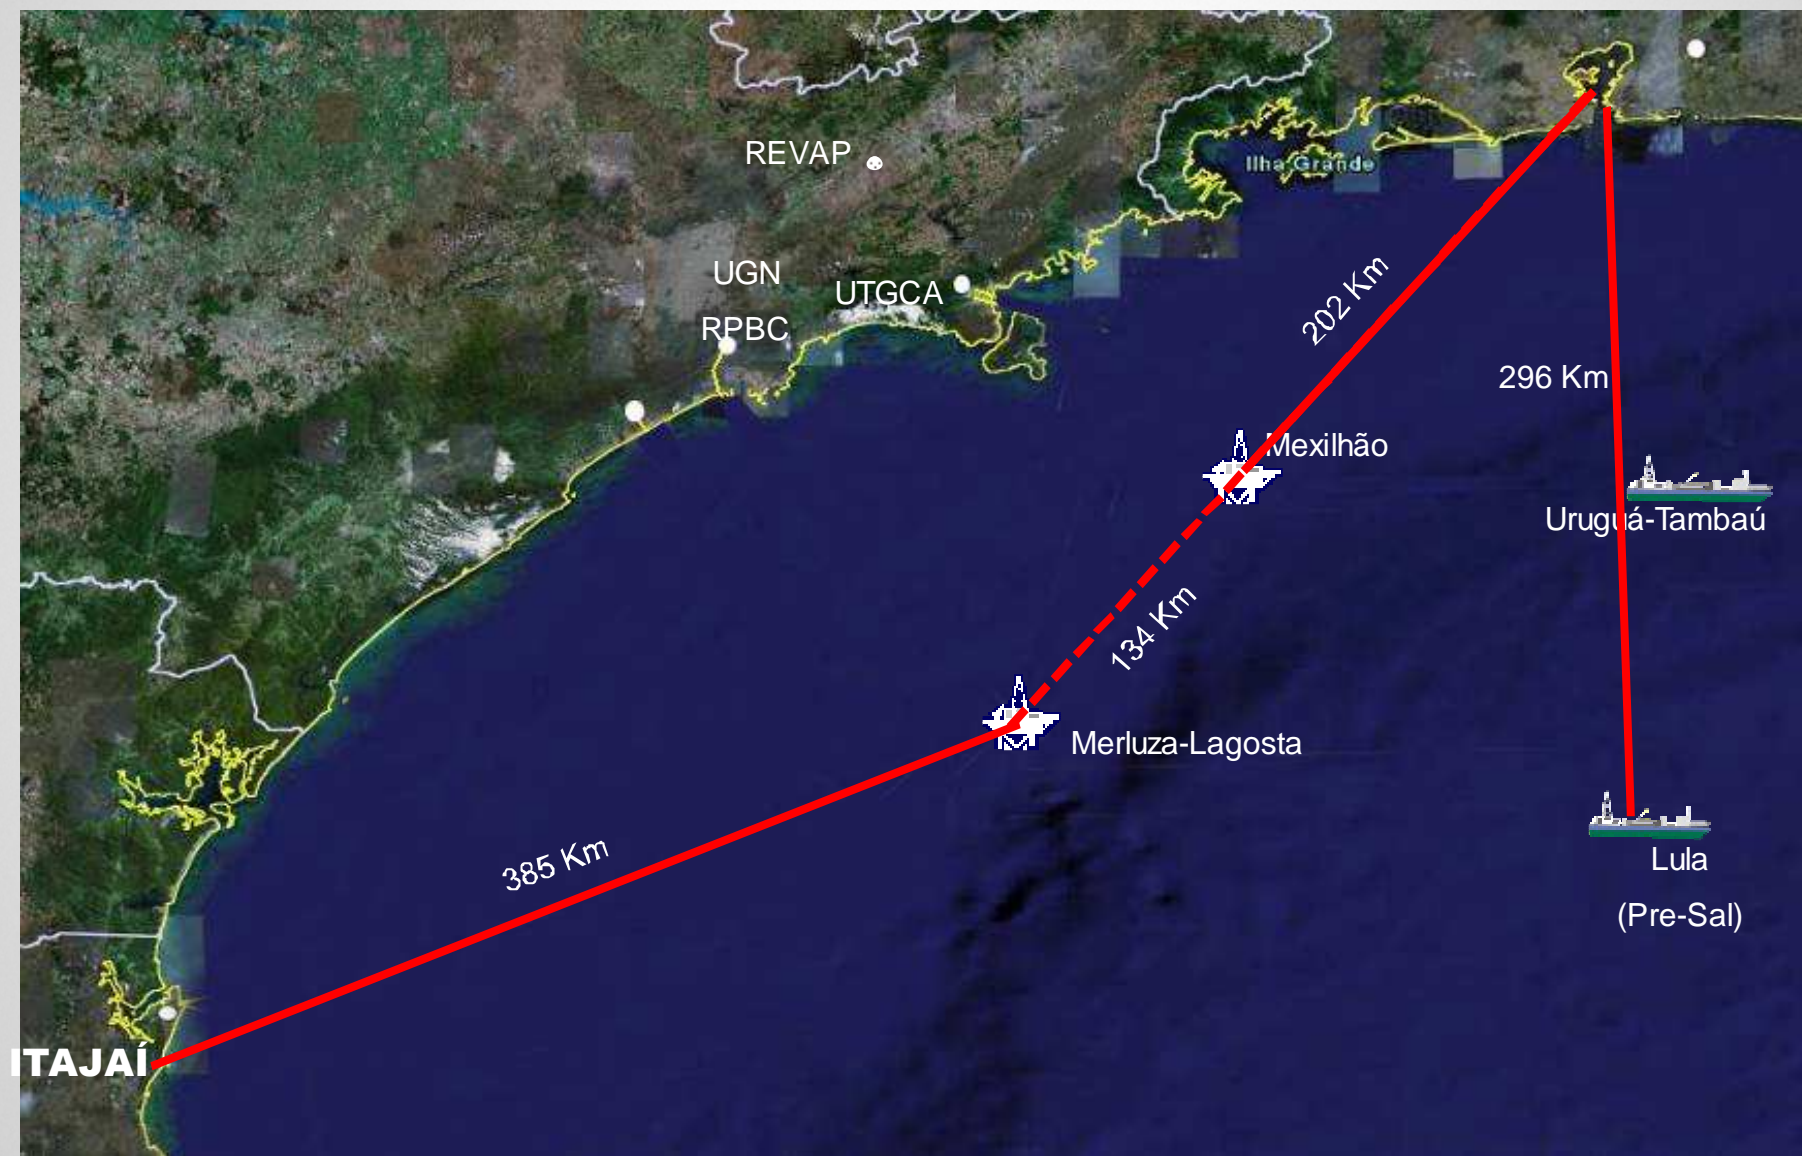 REVAP
Ilha Grande
UGN
UTGCA
RPBC
202 Km
296 Km
Mexilhão
Uruguá-Tambaú
134 Km
Merluza-Lagosta
385 Km
Lula
(Pre-Sal)
ITAJAÍ